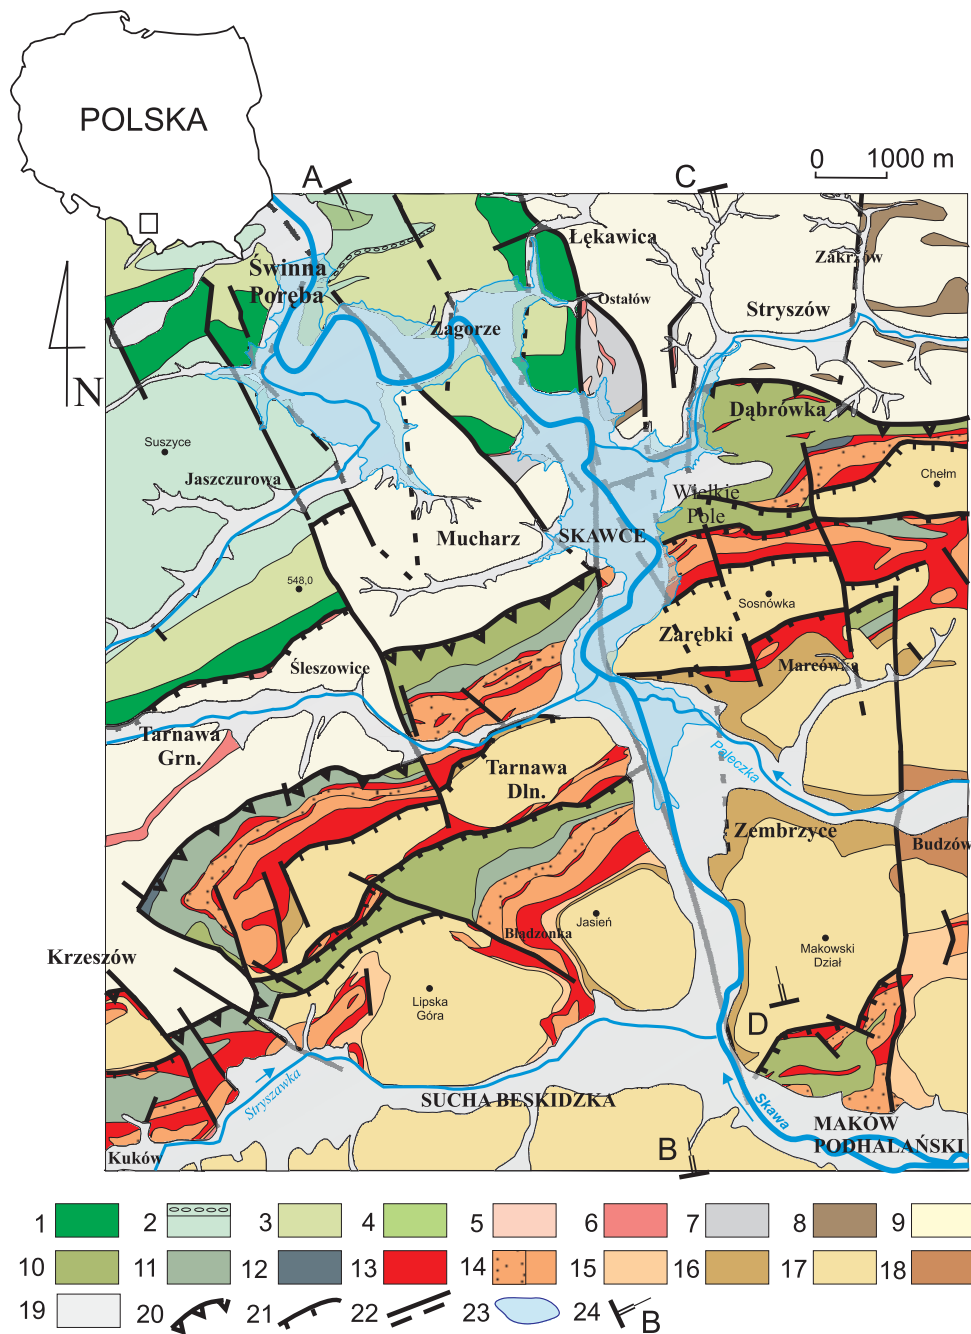 POLSKA
0 1000 m
A
C
N
Łękawica
Zakrzów
Świnna
Poręba
Ostałów
Stryszów
Zagorze
Dąbrówka
Suszyce
Chełm
Jaszczurowa
Wielkie
Pole
Mucharz
SKAWCE
548,0
Sosnówka
Zarębki
Śleszowice
Marcówka
Tarnawa
Grn.
Paleczka
Tarnawa
Dln.
Zembrzyce
Budzów
Jasień
Błądzonka
Krzeszów
Makowski
Dział
Lipska
Góra
D
Stryszawka
SUCHA BESKIDZKA
Skawa
MAKÓW
PODHALAŃSKI
B
Kuków
1 2 3 4 5 6 7 8 9
10 11 12 13 14 15 16 17 18
19 20 21 22 23 24 B